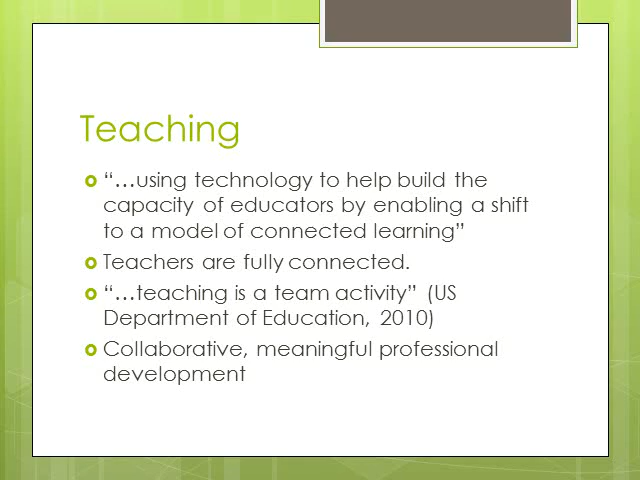 Teaching
“…using technology to help build the
capacity of educators by enabling a shift
to a model of connected learning”
Teachers are fully connected.
“…teaching is a team activity” (US
Department of Education, 2010)
Collaborative, meaningful professional
development